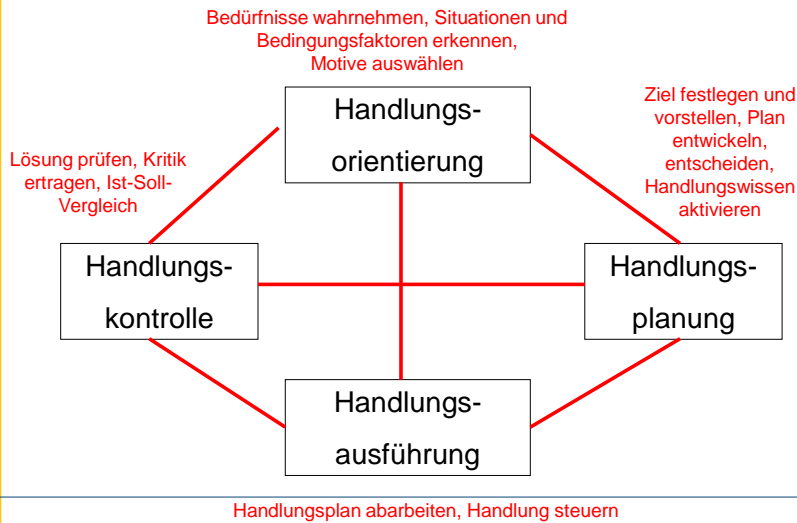 Bedürfnisse wahrnehmen, Situationen und
Bedingungsfaktoren erkennen,
Motive auswählen
Handlungs-
orientierung
Ziel festlegen und
vorstellen, Plan
entwickeln,
entscheiden,
Handlungswissen
aktivieren
Lösung prüfen, Kritik
ertragen, Ist-Soll-
Vergleich
Handlungs-
kontrolle
Handlungs-
planung
Handlungs-
ausführung
Handlungsplan abarbeiten, Handlung steuern